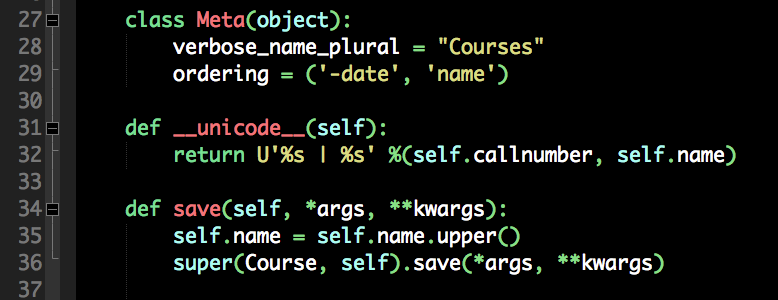 27 class Meta(object):
28 verbose_name_plural = "Courses"
29 ordering = ('-date', 'name')
30
31 def __unicode__(self):
32 return U'%s | %s' %(self.callnumber, self.name)
33
34 def save(self, *args, **kwargs):
35 self.name = self.name.upper()
36 super(Course, self).save(*args, **kwargs)
37